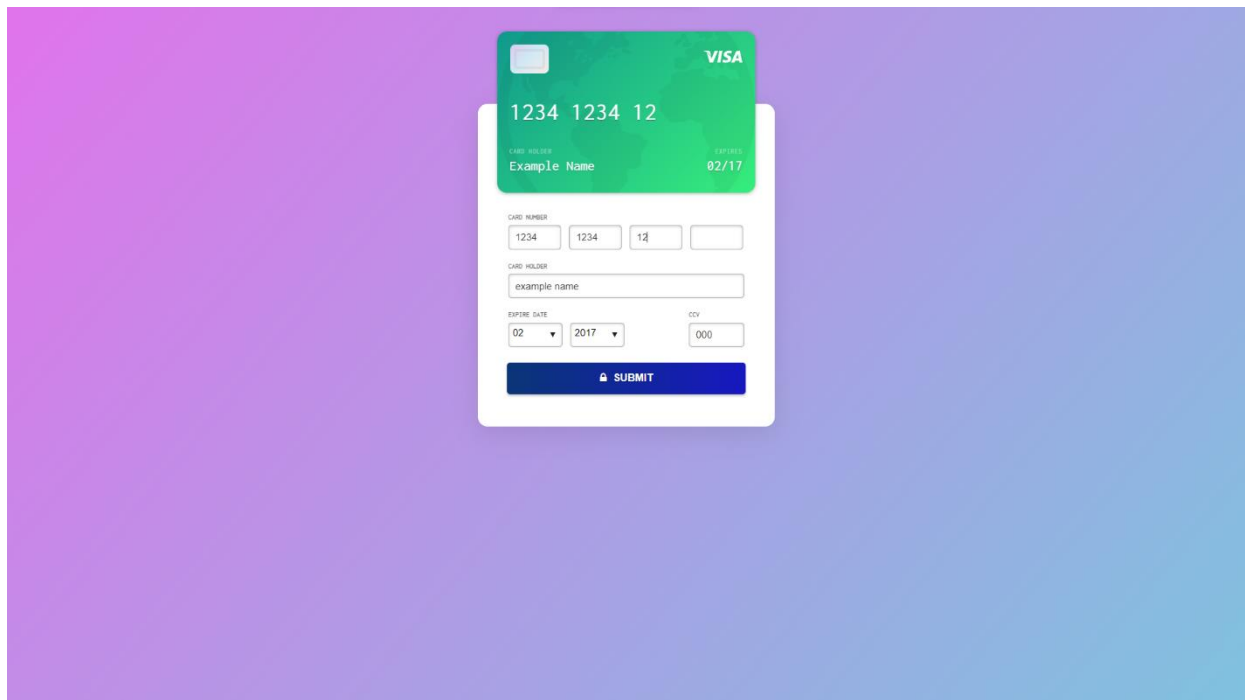 VISA
1234 1234 12
CARD HOLDER EXPIRES
Example Name 02/17
CARD NUMBER
1234 1234 12
CARD HOLDER
example name
EXPIRE DATE CCV
02 2017 000
SUBMIT